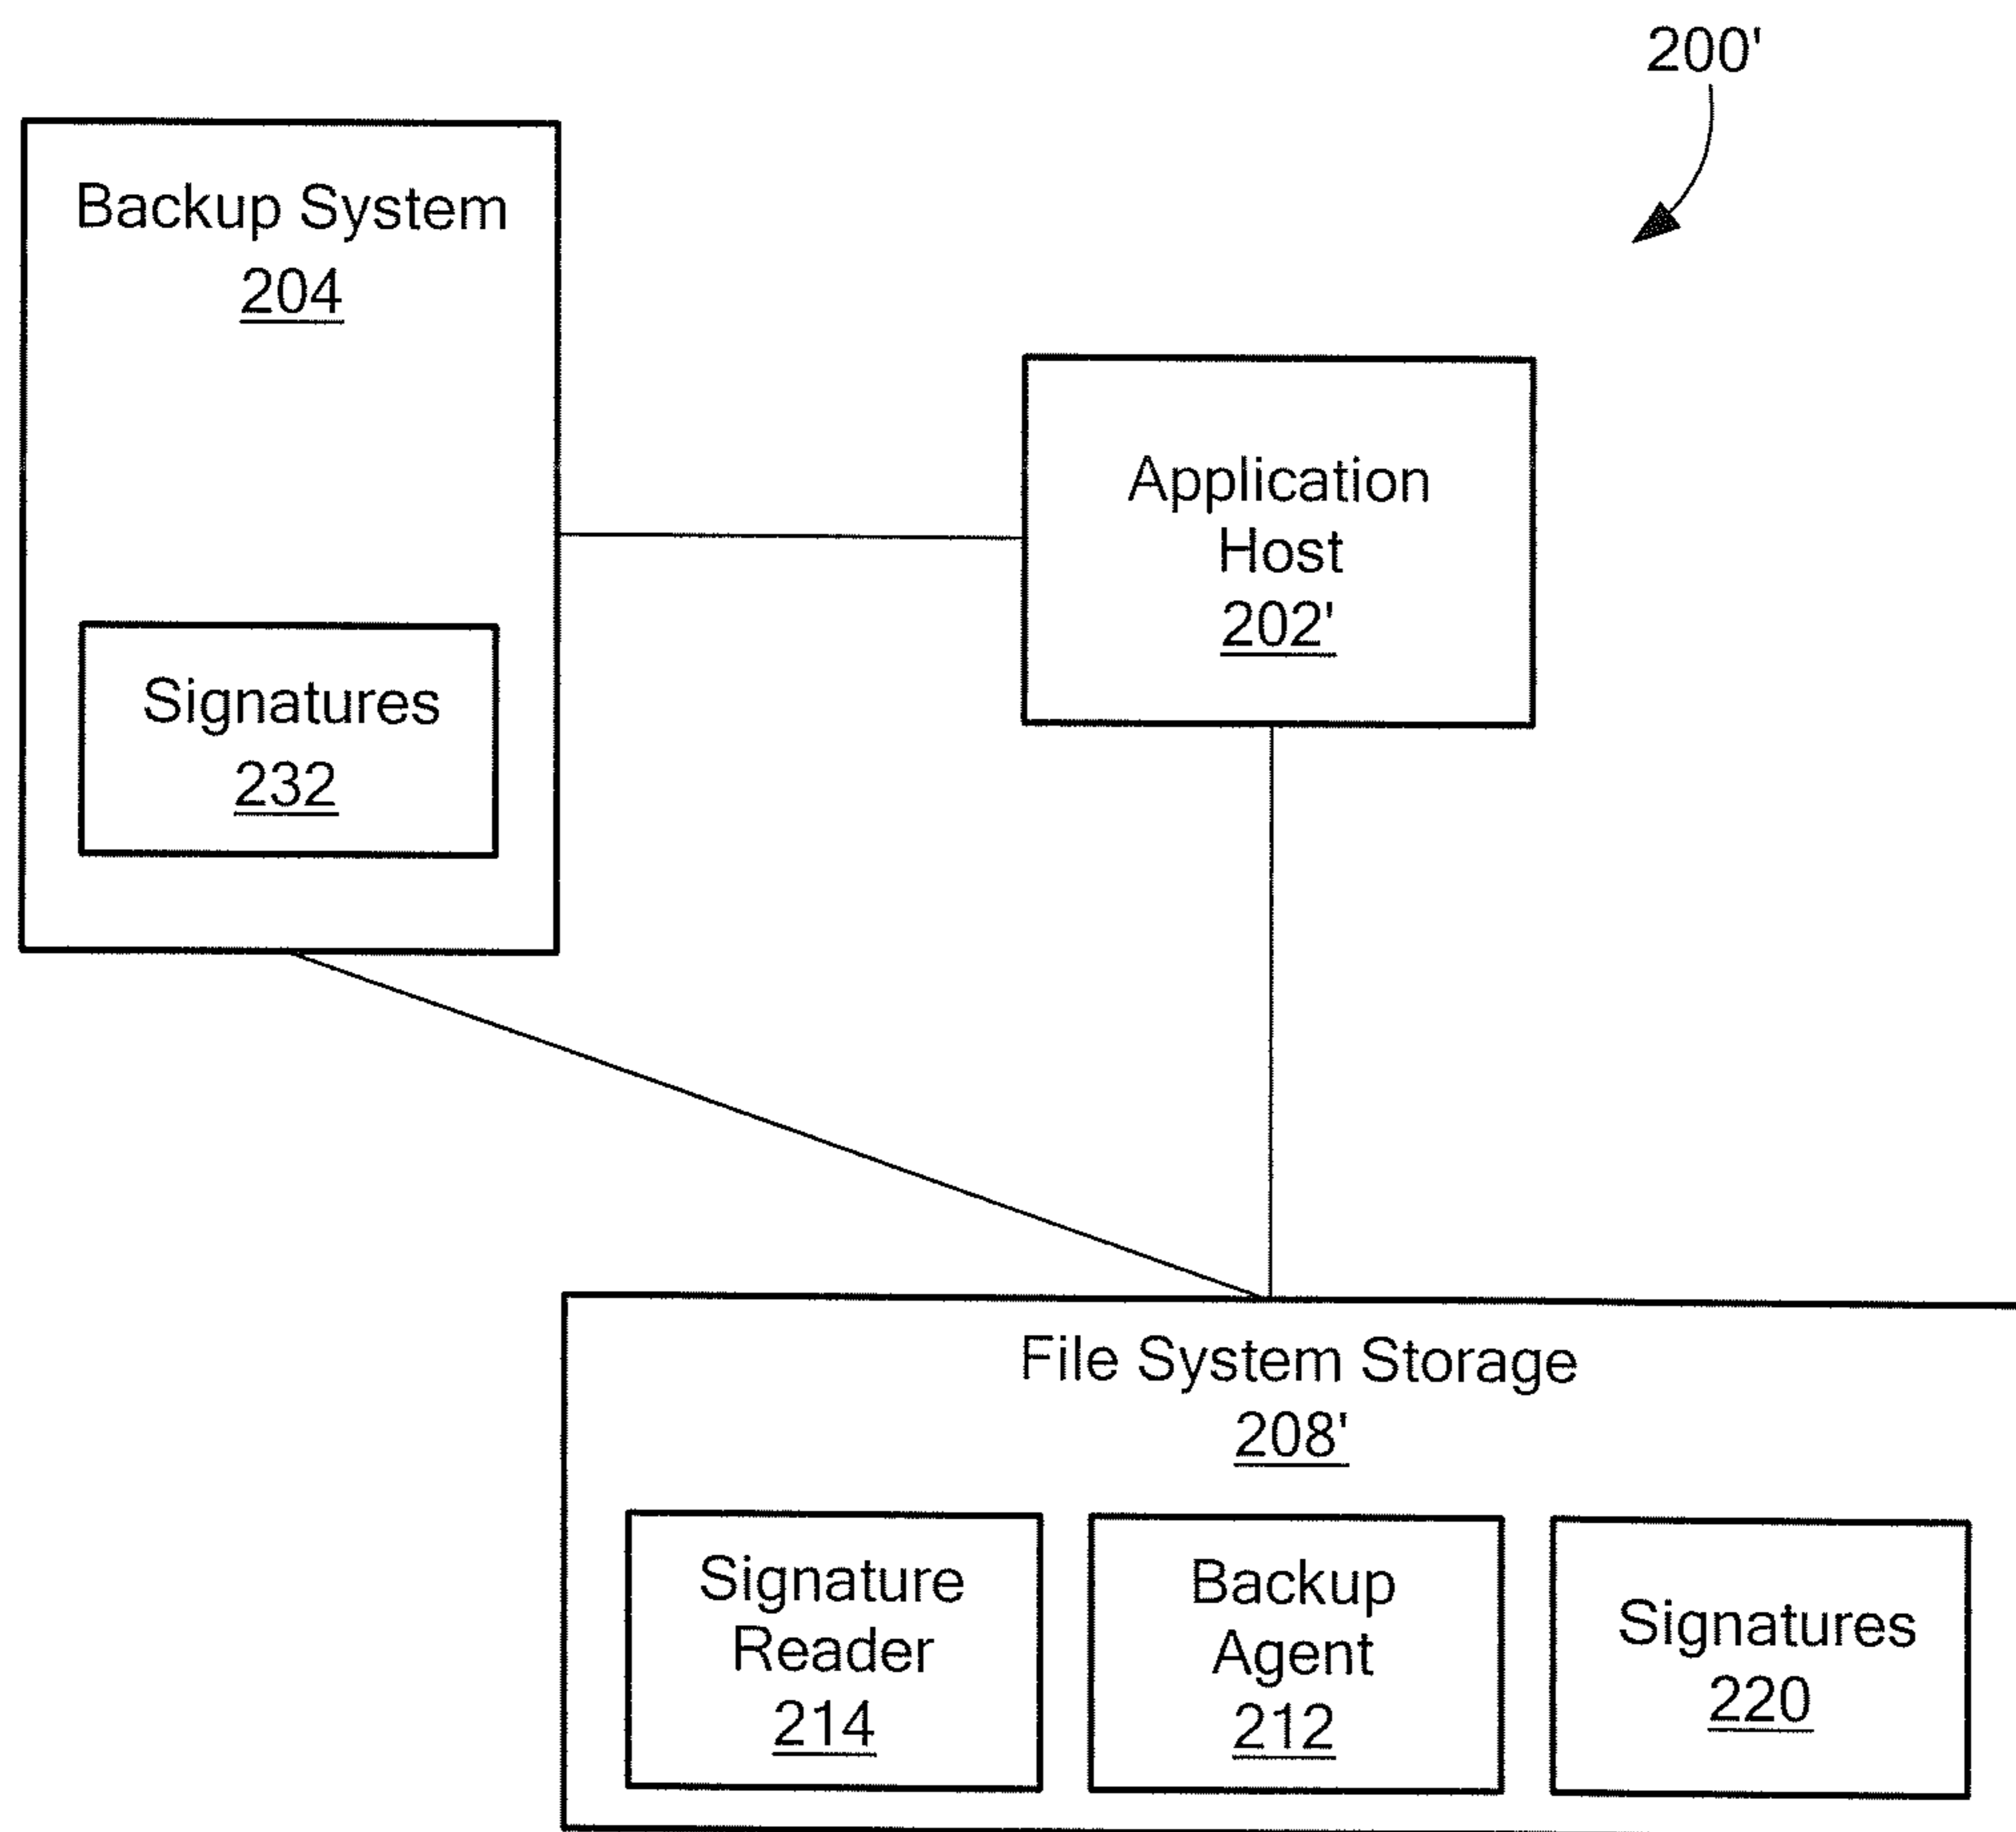 200'
Backup System
204
Application
Host
202'
Signatures
232
File System Storage
208'
Signature
Reader
214
Backup
Agent
212
Signatures
220